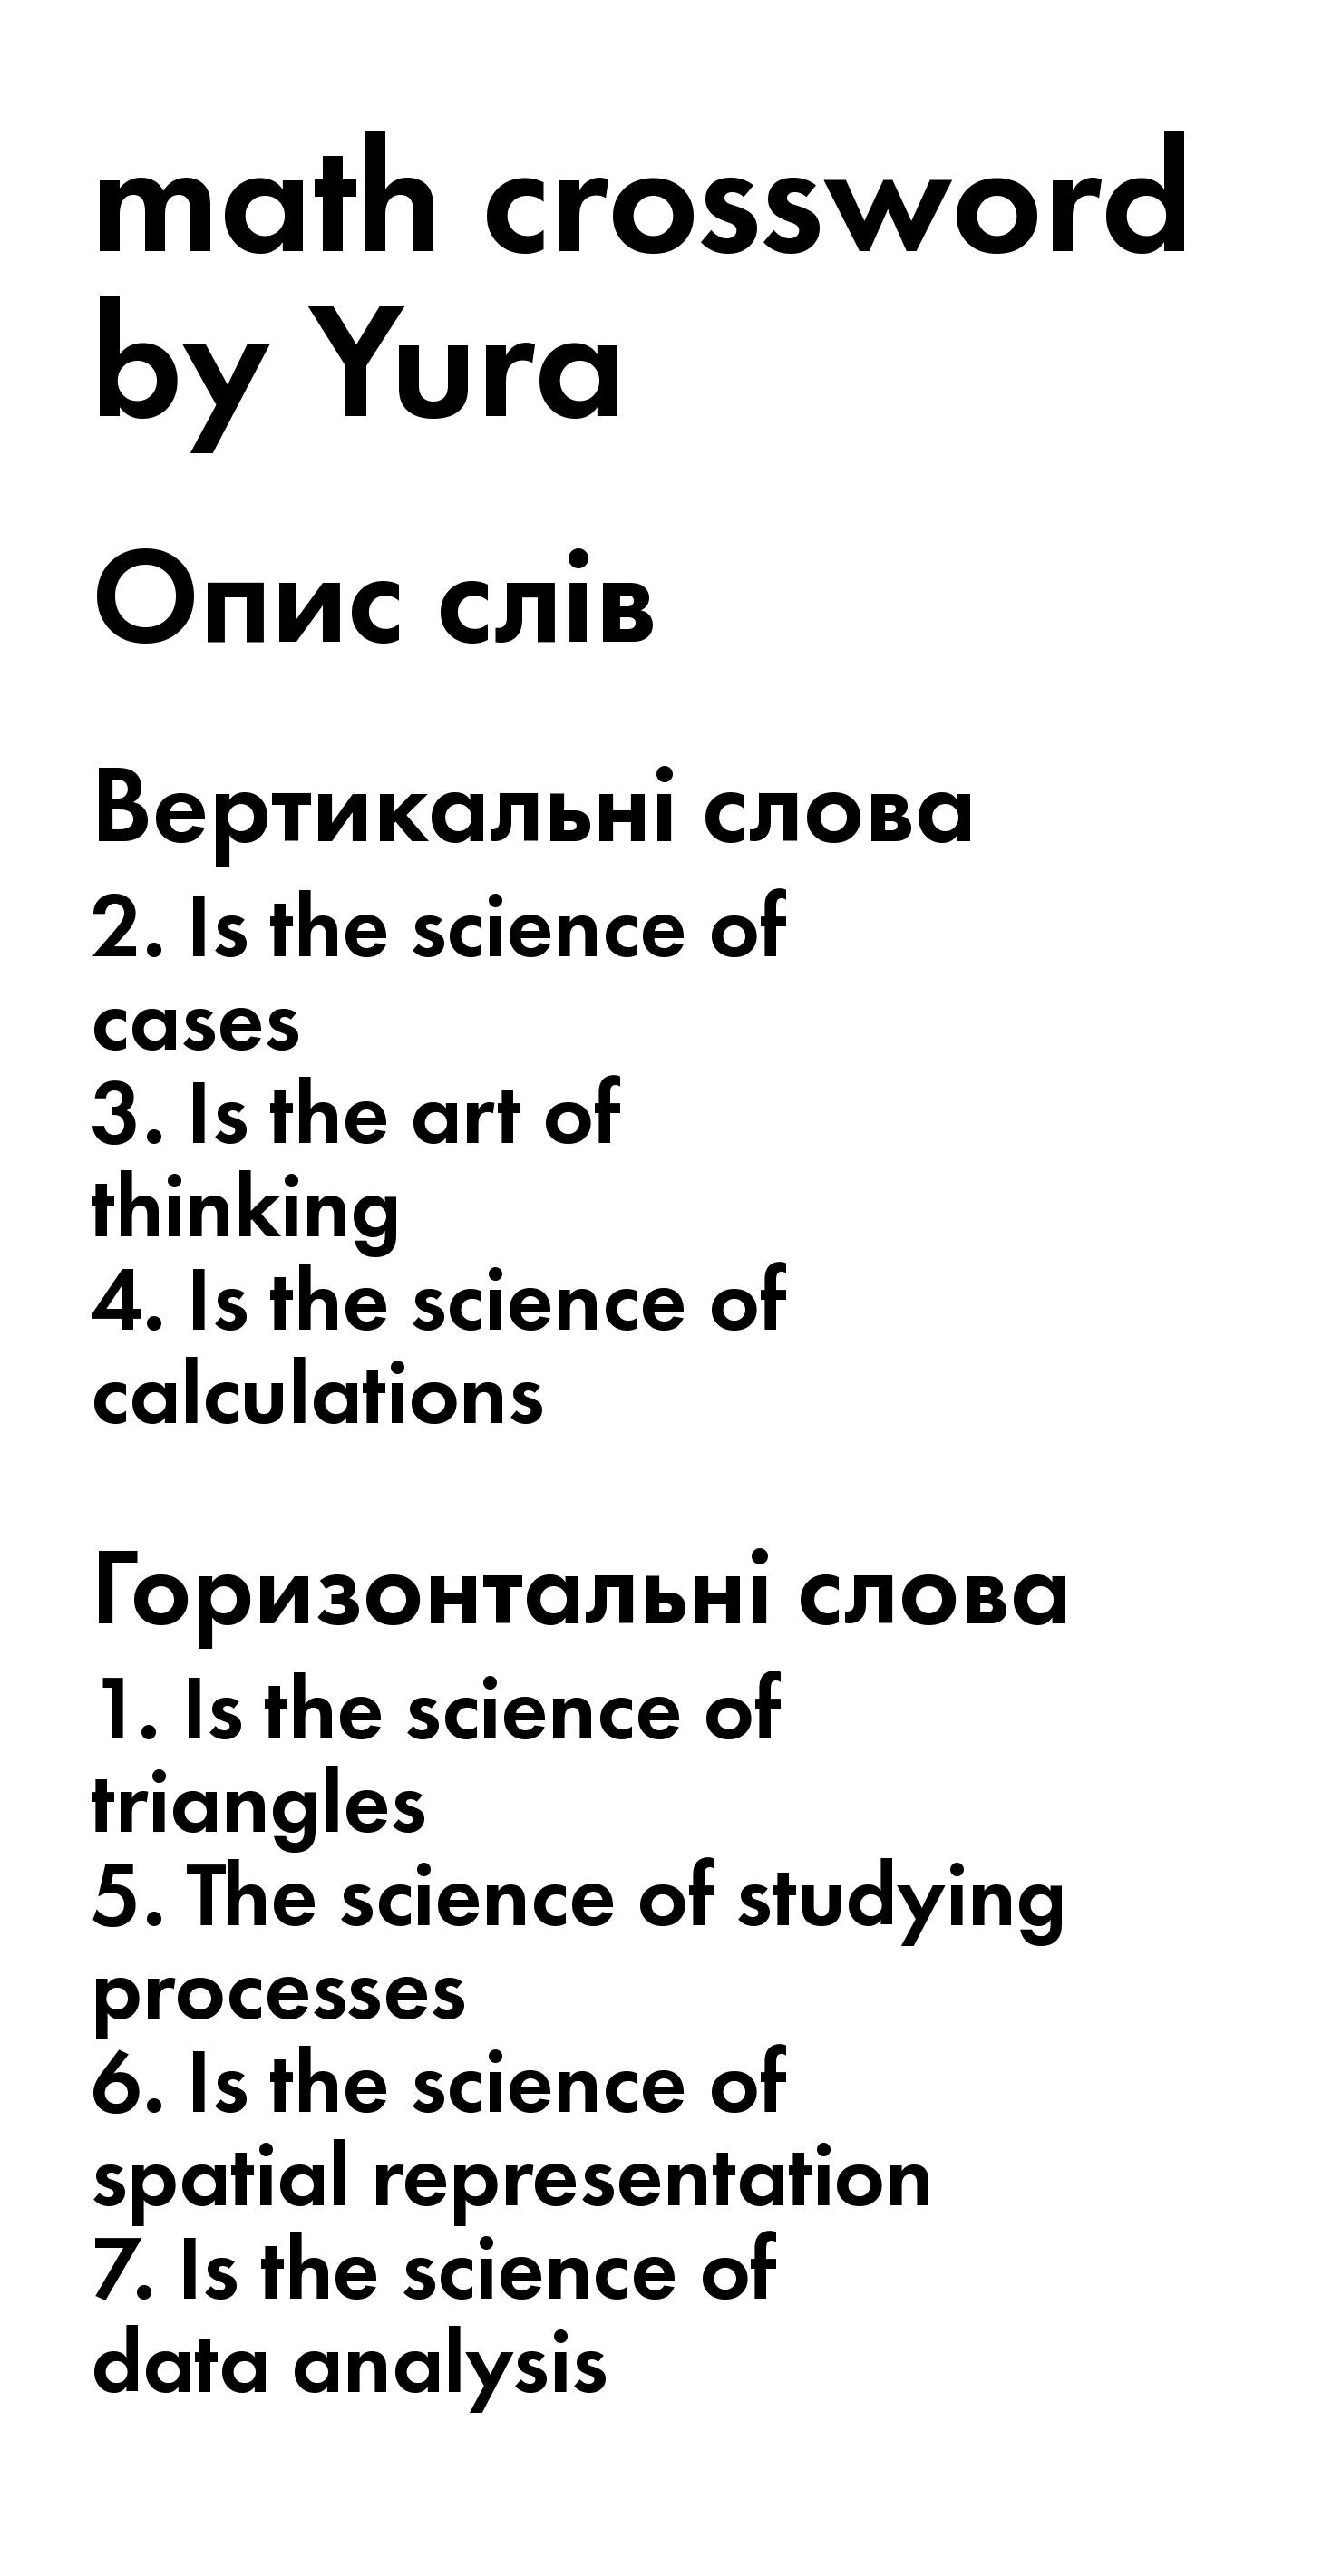 math crossword
by Yura
Опис слів
Вертикальні слова
2. Is the science of
cases
3. Is the art of
thinking
4. Is the science of
calculations
Горизонтальні слова
1. Is the science of
triangles
5. The science of studying
processes
6. Is the science of
spatial representation
7. Is the science of
data analysis